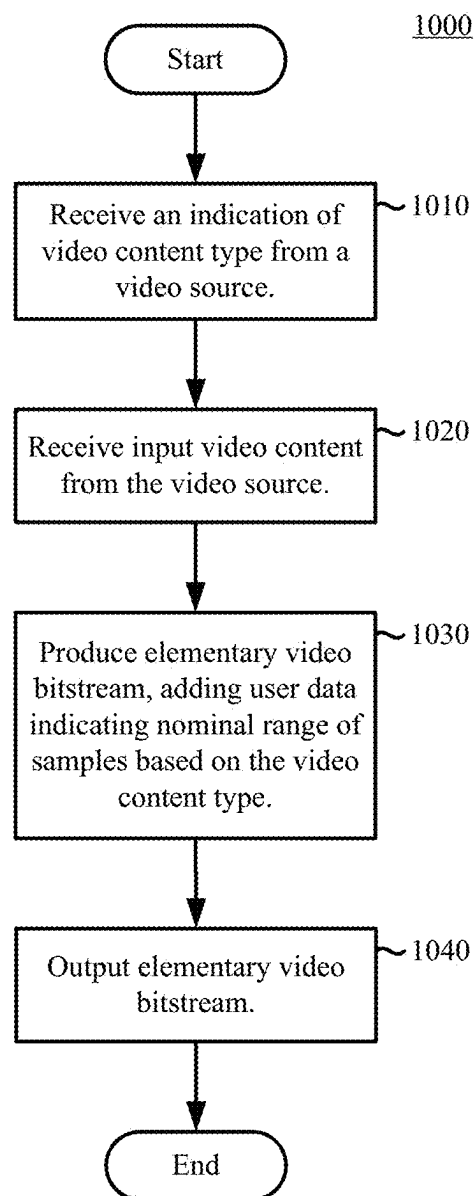 1000
Start
Receive an indication of
video content type from a
video source.
1010
Receive input video content
from the video source.
1020
Produce elementary video
bitstream, adding user data
indicating nominal range of
samples based on the video
content type.
1030
Output elementary video
bitstream.
1040
End